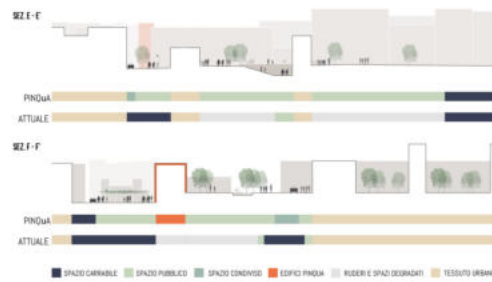 SEZ. E - E'
PINQuA
ATTUALE
SEZ. F - F'
PINQuA
ATTUALE
SPAZIO CARRABILE SPAZIO PUBBLICO SPAZIO CONDIVISO EDIFICI PINQUA RUDERI E SPAZI DEGRADATI TESSUTO URBAN